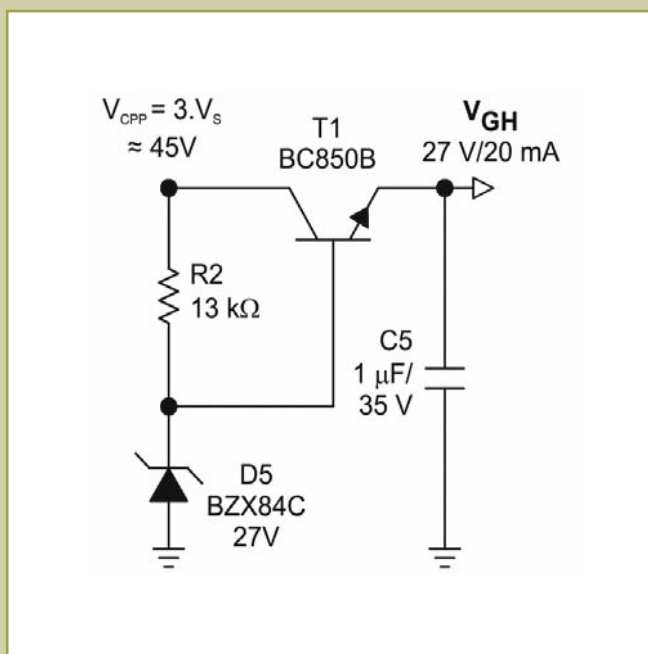 V_CPP = 3.V_S
≈ 45V
T1
BC850B
V_GH
27 V/20 mA
R2
13 kΩ
C5
1 μF/
35 V
D5
BZX84C
27V